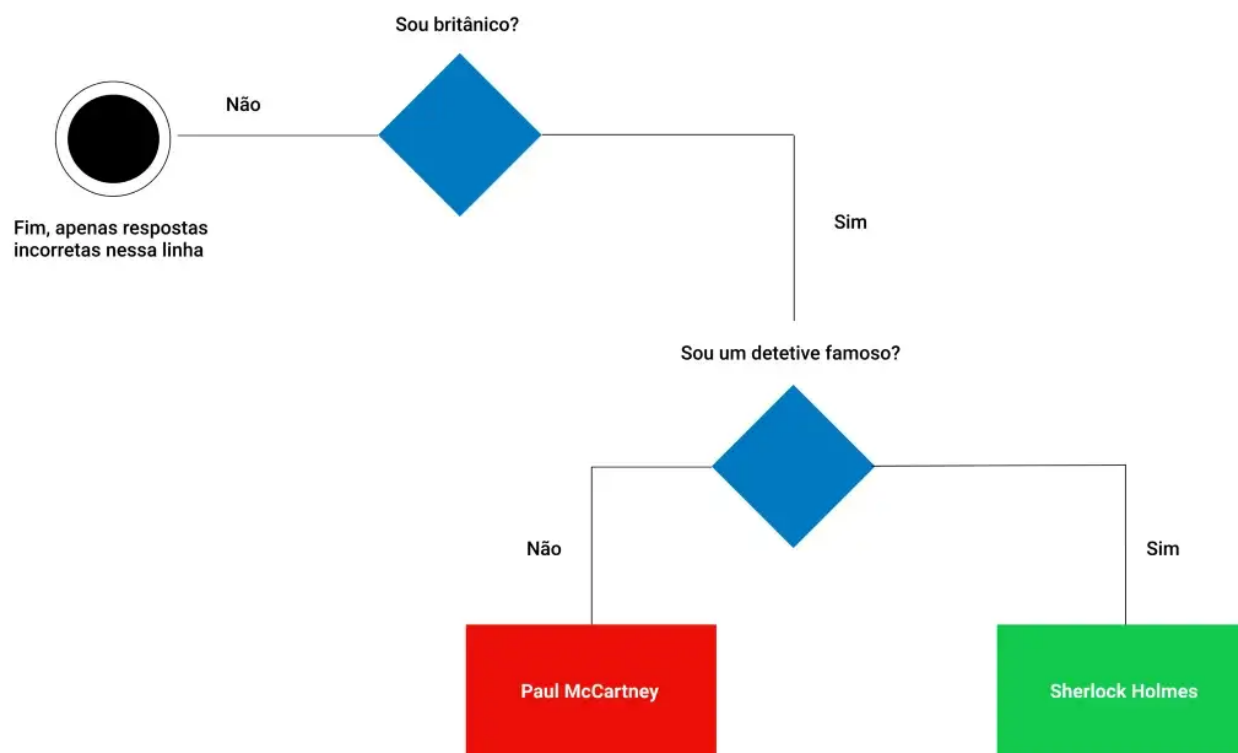 Sou britânico?
Não
Fim, apenas respostas
incorretas nessa linha
Sim
Sou um detetive famoso?
Não
Sim
Paul McCartney
Sherlock Holmes